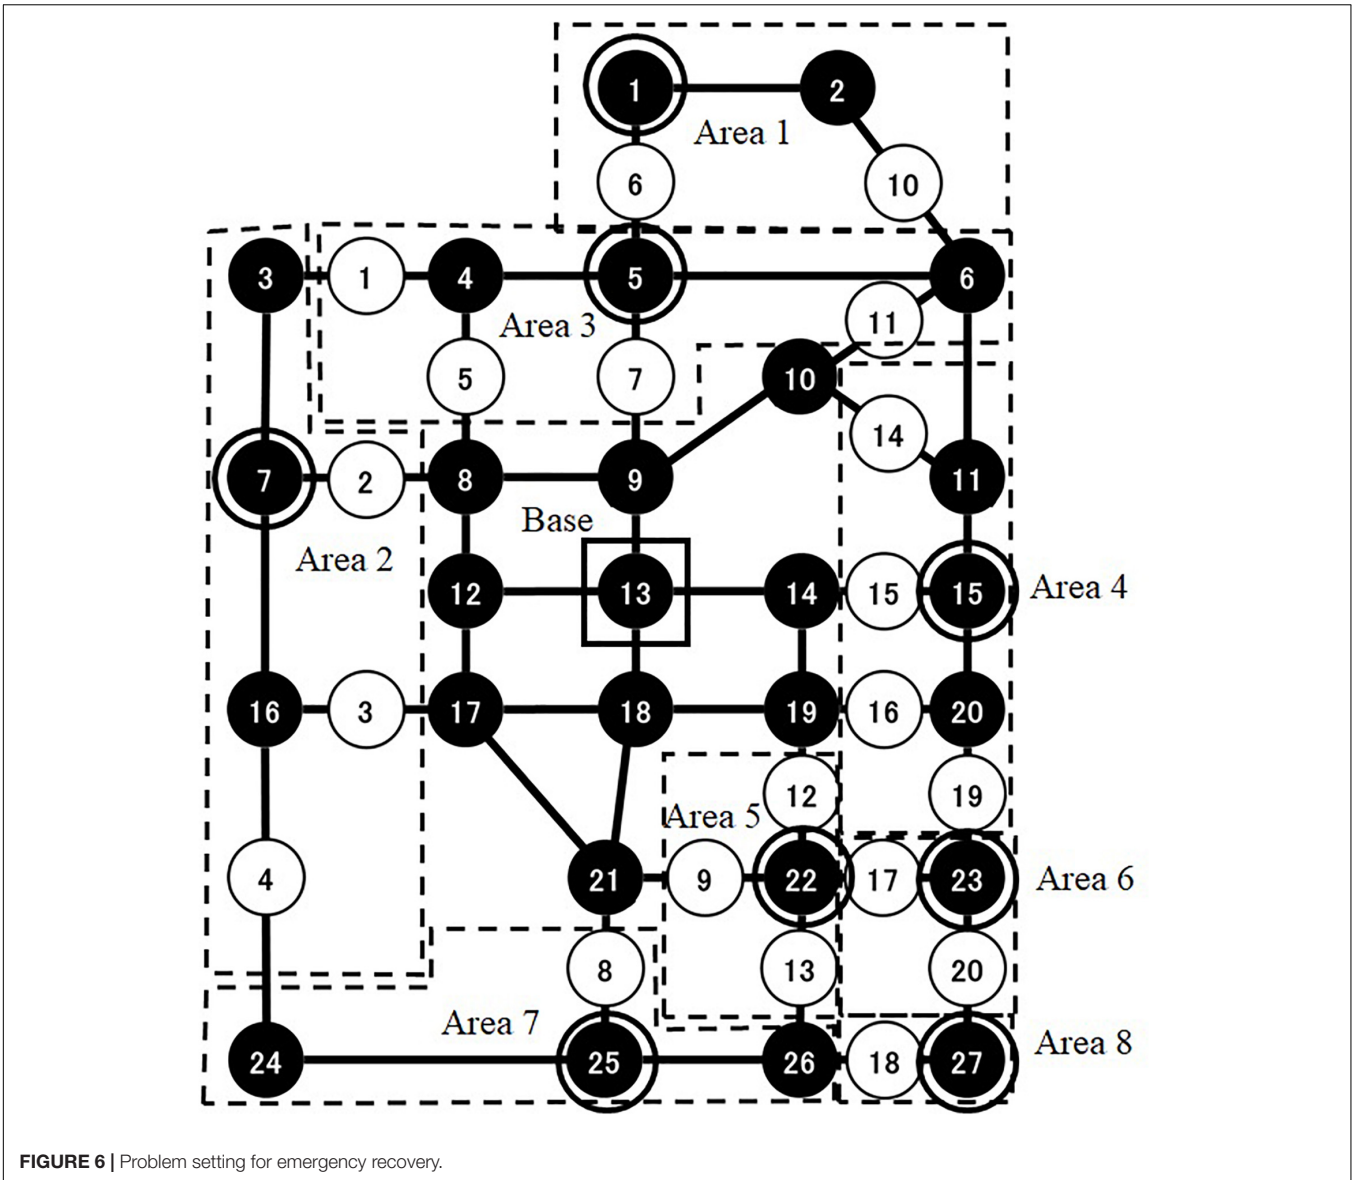 1 2
Area 1
6 10
3 1 4 5 6
11
Area 3
5 7 10
14
7 2 8 9 11
Base
Area 2
12 13 14 15 15 Area 4
16 3 17 18 19 16 20
12 19
Area 5
4 21 9 22 17 23 Area 6
8 13 20
Area 7
Area 8
24 25 26 18 27
FIGURE 6 | Problem setting for emergency recovery.